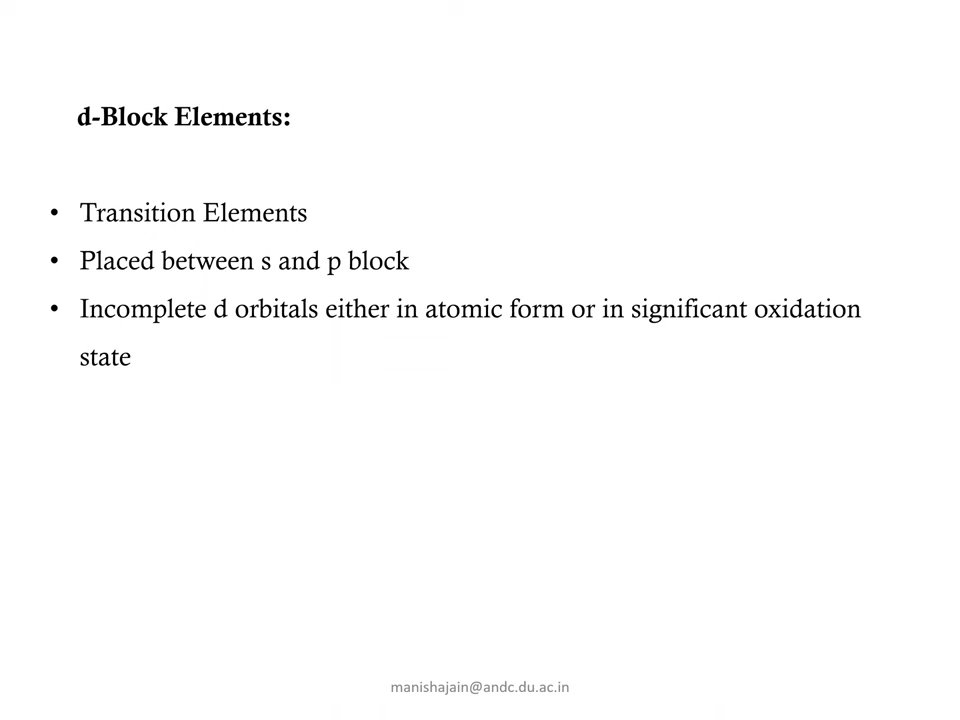 d-Block Elements:
• Transition Elements
• Placed between s and p block
• Incomplete d orbitals either in atomic form or in significant oxidation
state
manishajain@andc.du.ac.in